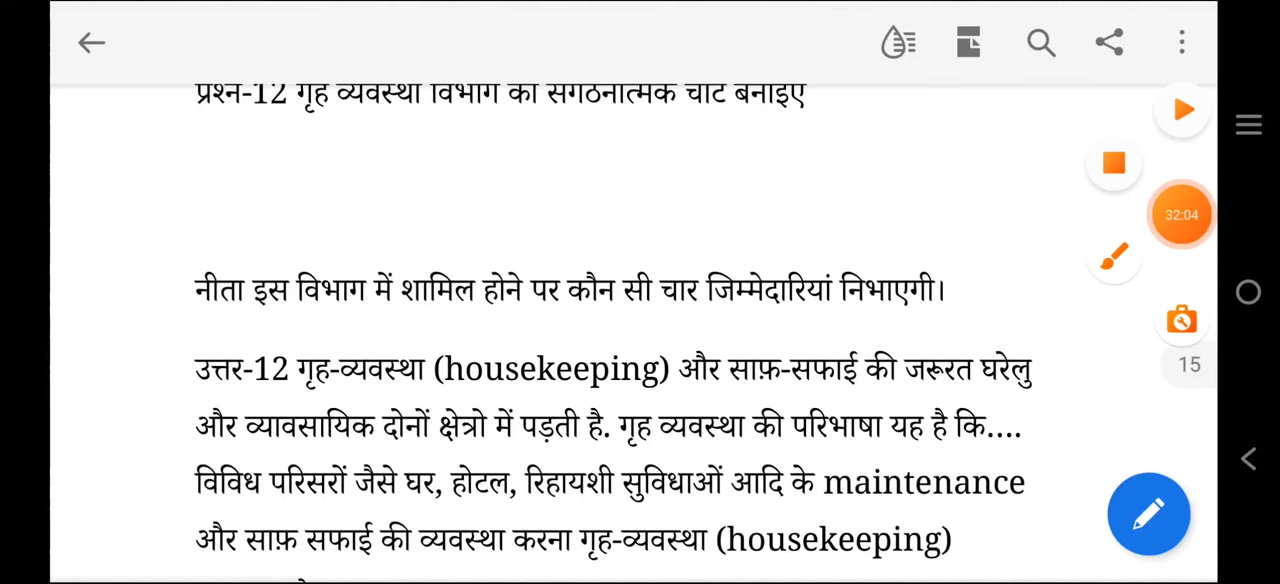 प्रश्न-12 गृह व्यवस्था विभाग का संगठनात्मक चार्ट बनाइए
32:04
नीता इस विभाग में शामिल होने पर कौन सी चार जिम्मेदारियां निभाएगी।
15
उत्तर-12 गृह-व्यवस्था (housekeeping) और साफ़-सफाई की जरूरत घरेलु
और व्यावसायिक दोनों क्षेत्रो में पड़ती है. गृह व्यवस्था की परिभाषा यह है कि....
विविध परिसरों जैसे घर, होटल, रिहायशी सुविधाओं आदि के maintenance
और साफ़ सफाई की व्यवस्था करना गृह-व्यवस्था (housekeeping)